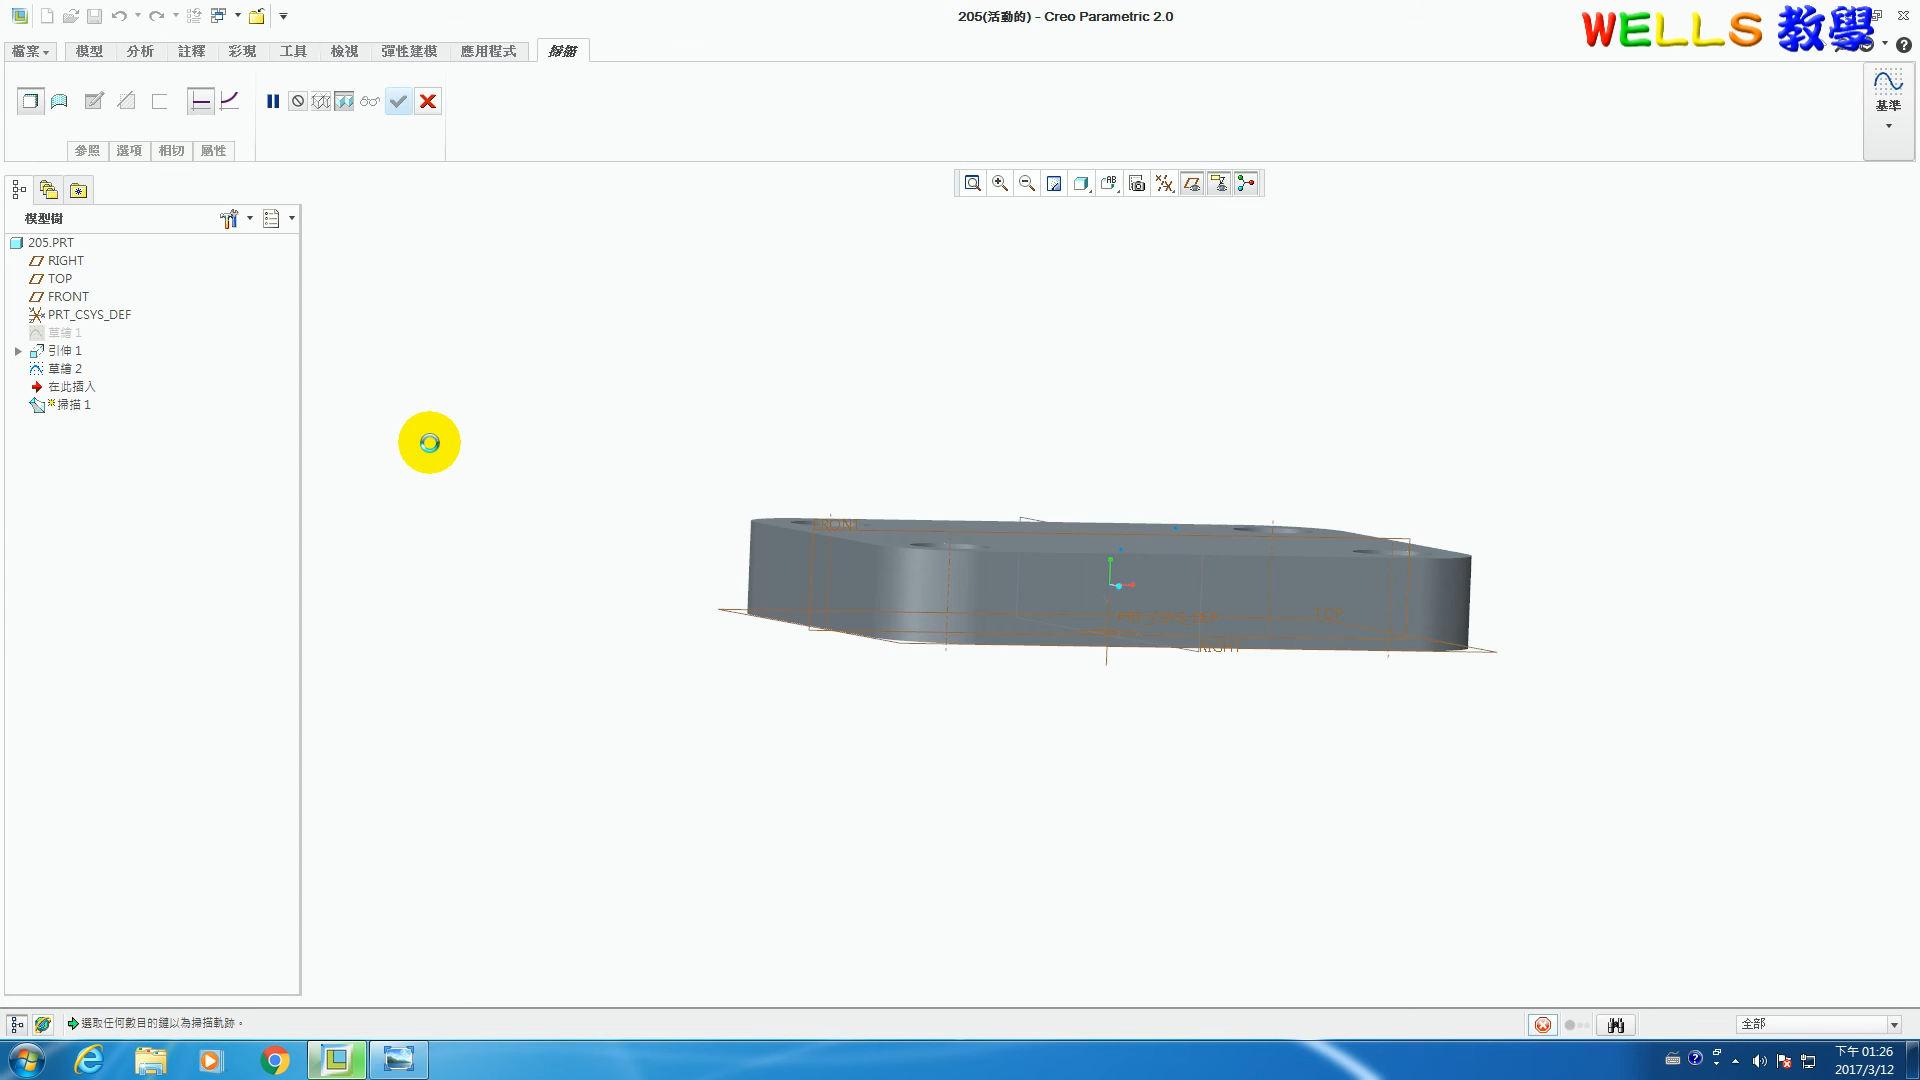 205(活動的) - Creo Parametric 2.0
WELLS 教學
檔案 模型 分析 註釋 彩現 工具 檢視 彈性建模 應用程式 掃描
基準
參照 選項 相切 屬性
模型樹
205.PRT
RIGHT
TOP
FRONT
PRT_CSYS_DEF
草繪 1
引伸 1
草繪 2
在此插入
掃描 1
FRONT
PRT_CSYS_DEF
TOP
RIGHT
選取任何數目的鏈以為掃描軌跡。
全部
下午 01:26
2017/3/12